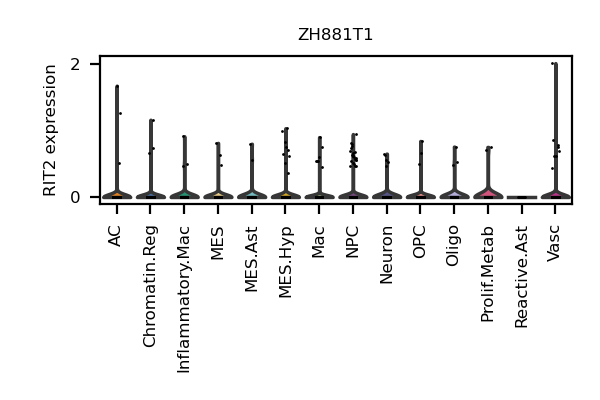 ZH881T1
RIT2 expression
2
0
AC
Chromatin.Reg
Inflammatory.Mac
MES
MES.Ast
MES.Hyp
Mac
NPC
Neuron
OPC
Oligo
Prolif.Metab
Reactive.Ast
Vasc